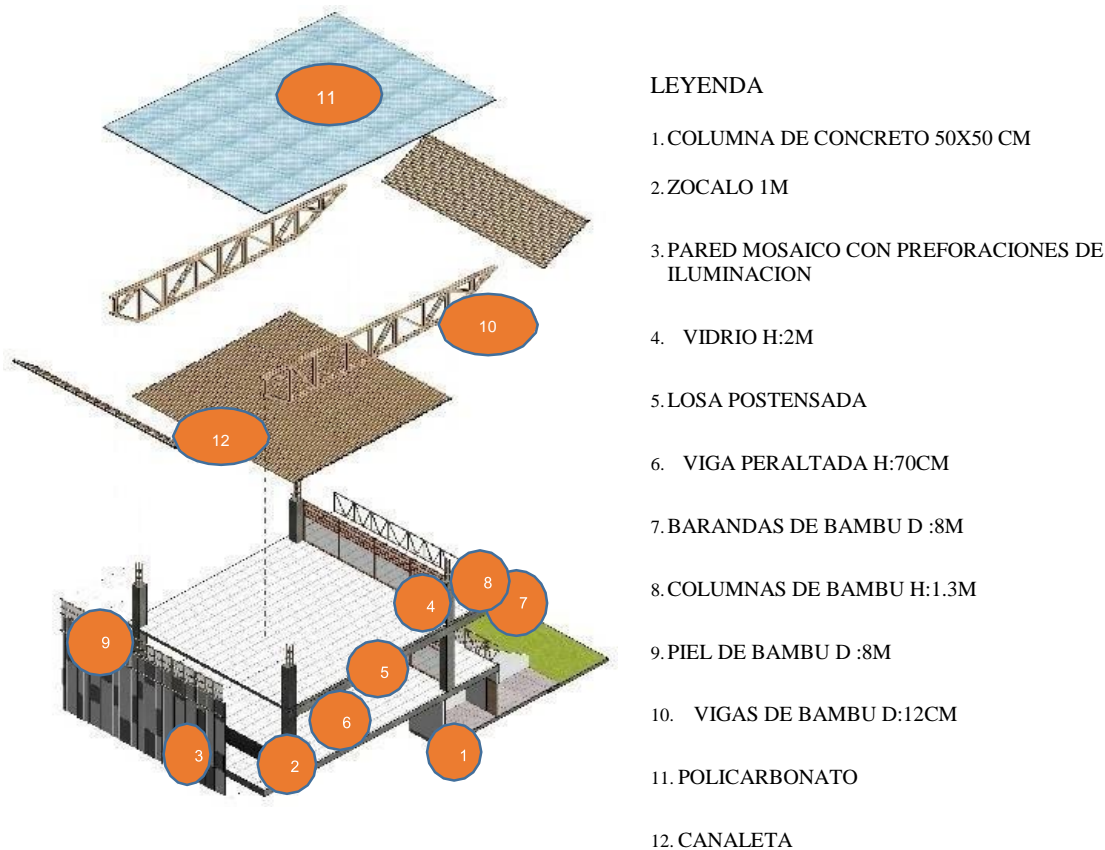 11
10
12
8
7
4
9
5
6
3
2
1
LEYENDA
1. COLUMNA DE CONCRETO 50X50 CM
2. ZOCALO 1M
3. PARED MOSAICO CON PREFORACIONES DE
ILUMINACION
4. VIDRIO H:2M
5. LOSA POSTENSADA
6. VIGA PERALTADA H:70CM
7. BARANDAS DE BAMBU D :8M
8. COLUMNAS DE BAMBU H:1.3M
9. PIEL DE BAMBU D :8M
10. VIGAS DE BAMBU D:12CM
11. POLICARBONATO
12. CANALETA